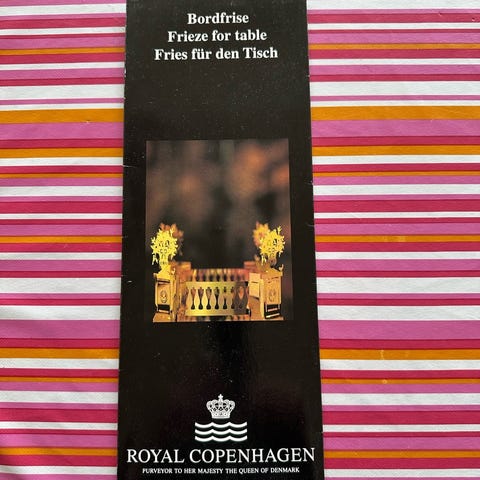 Bordfrise
Frieze for table
Fries für den Tisch
ROYAL COPENHAGEN
PURVEYOR TO HER MAJESTY THE QUEEN OF DENMARK